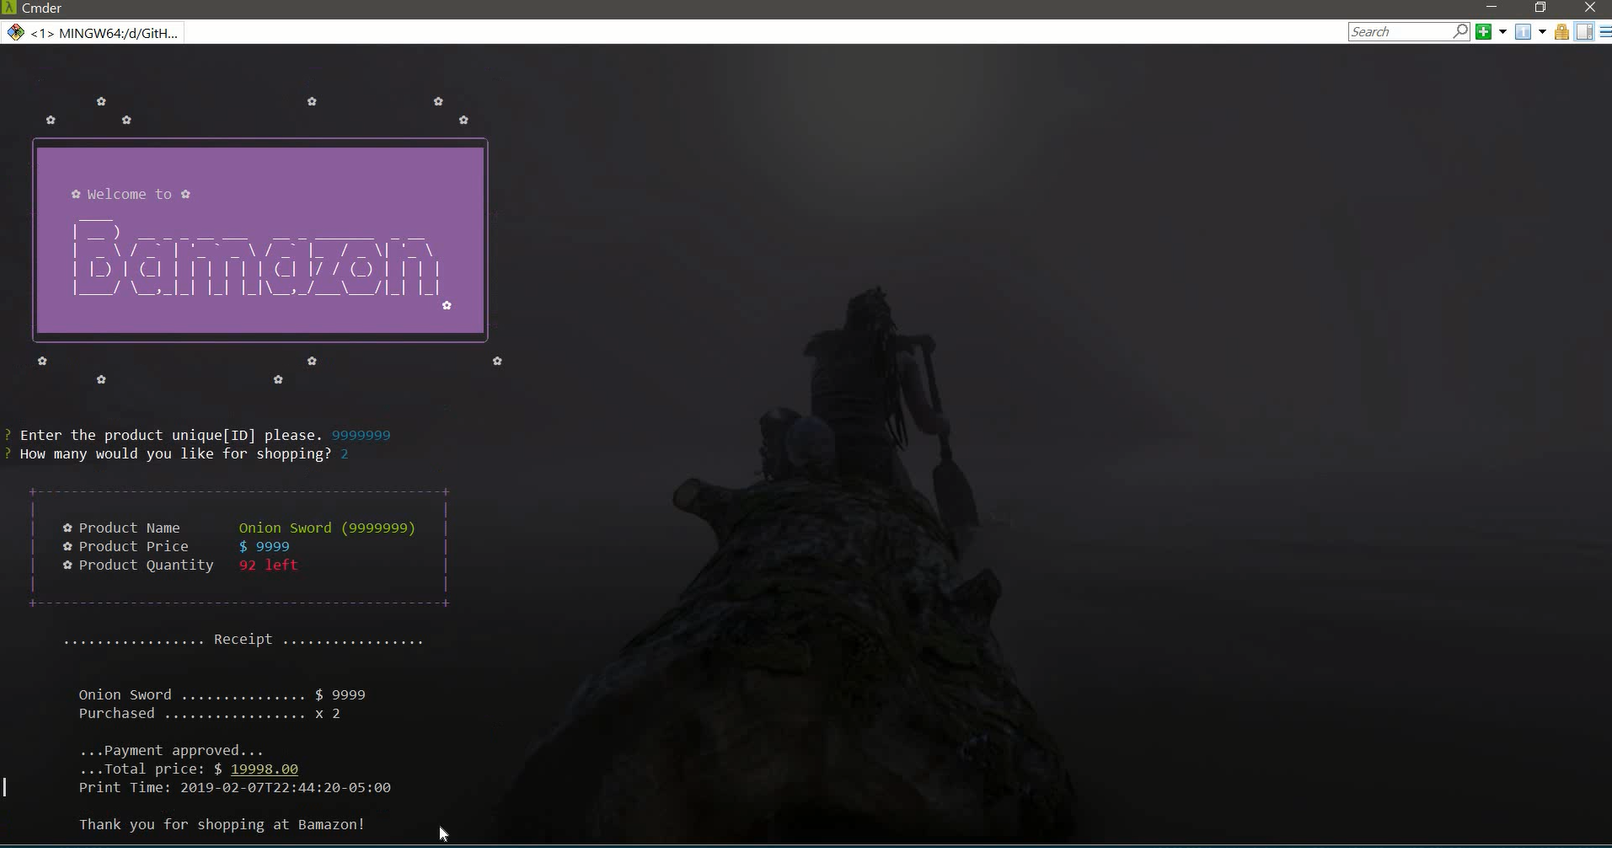 Cmder
<1> MINGW64:/d/GitH...
Search
Welcome to
Bamazon
? Enter the product unique[ID] please. 9999999
? How many would you like for shopping? 2
Product Name Onion Sword (9999999)
Product Price $ 9999
Product Quantity 92 left
................. Receipt .................
Onion Sword ............... $ 9999
Purchased ................. x 2
...Payment approved...
...Total price: $ 19998.00
Print Time: 2019-02-07T22:44:20-05:00
Thank you for shopping at Bamazon!